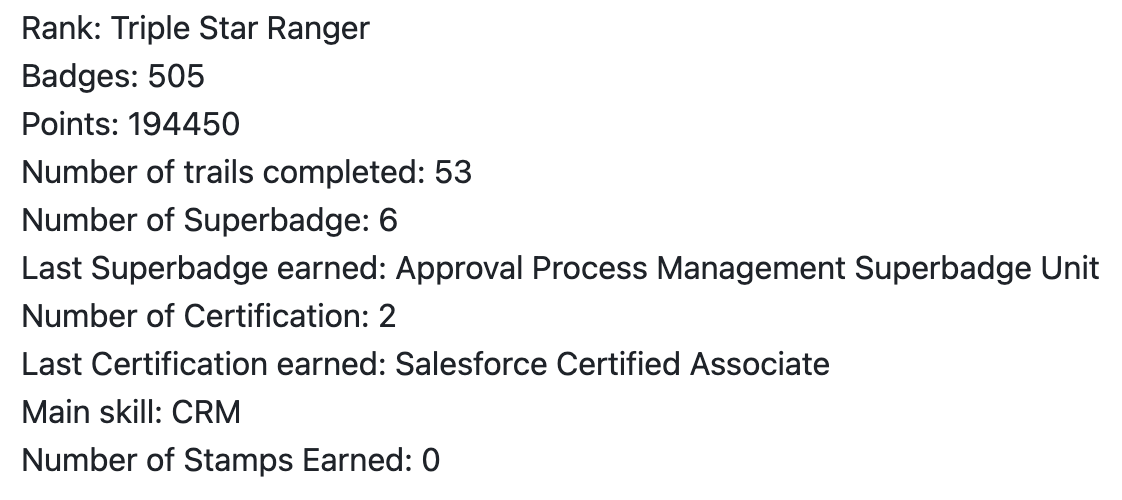 Rank: Triple Star Ranger
Badges: 505
Points: 194450
Number of trails completed: 53
Number of Superbadge: 6
Last Superbadge earned: Approval Process Management Superbadge Unit
Number of Certification: 2
Last Certification earned: Salesforce Certified Associate
Main skill: CRM
Number of Stamps Earned: 0